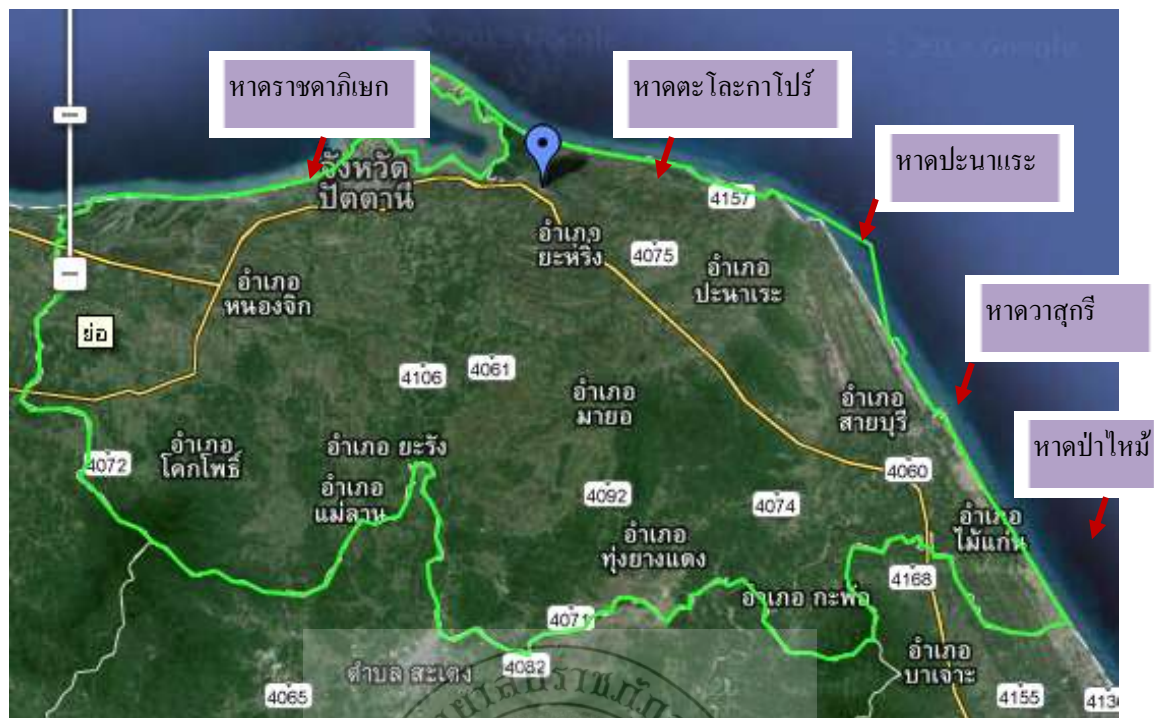 หาดราชดาภิเษก
หาดตะโละกาโปร์
หาดปะนาแระ
หาดวาสุกรี
หาดป่าไหม้
จังหวัด
ปัตตานี
4157
อำเภอ
ยะหริ่ง
4075
อำเภอ
ปะนาเระ
อำเภอ
หนองจิก
ย่อ
4106
4061
อำเภอ
มายอ
อำเภอ
สายบุรี
อำเภอ
โคกโพธิ์
4072
อำเภอ ยะรัง
อำเภอ
แม่ลาน
4060
4092
4074
อำเภอ
ไม้แก่น
อำเภอ
ทุ่งยางแดง
4168
อำเภอ กะพ้อ
4071
4082
ตำบล สะเตง
อำเภอ
บาเจาะ
4065
4155